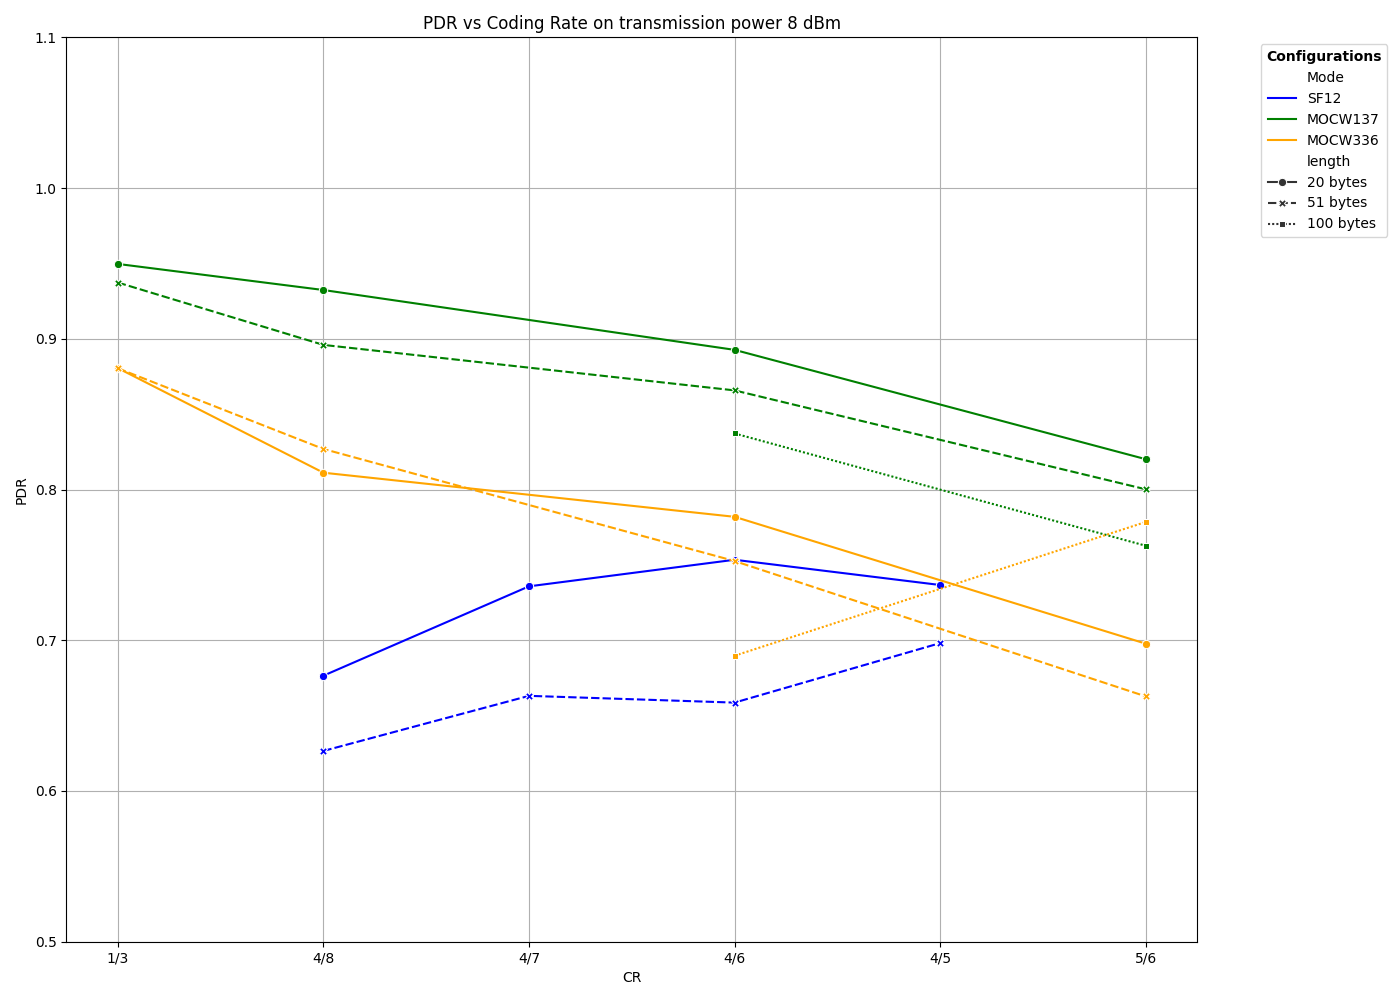 PDR vs Coding Rate on transmission power 8 dBm
1.1
1.0
0.9
0.8
0.7
0.6
0.5
PDR
1/3 4/8 4/7 4/6 4/5 5/6
CR
Configurations
Mode
SF12
MOCW137
MOCW336
length
20 bytes
51 bytes
100 bytes